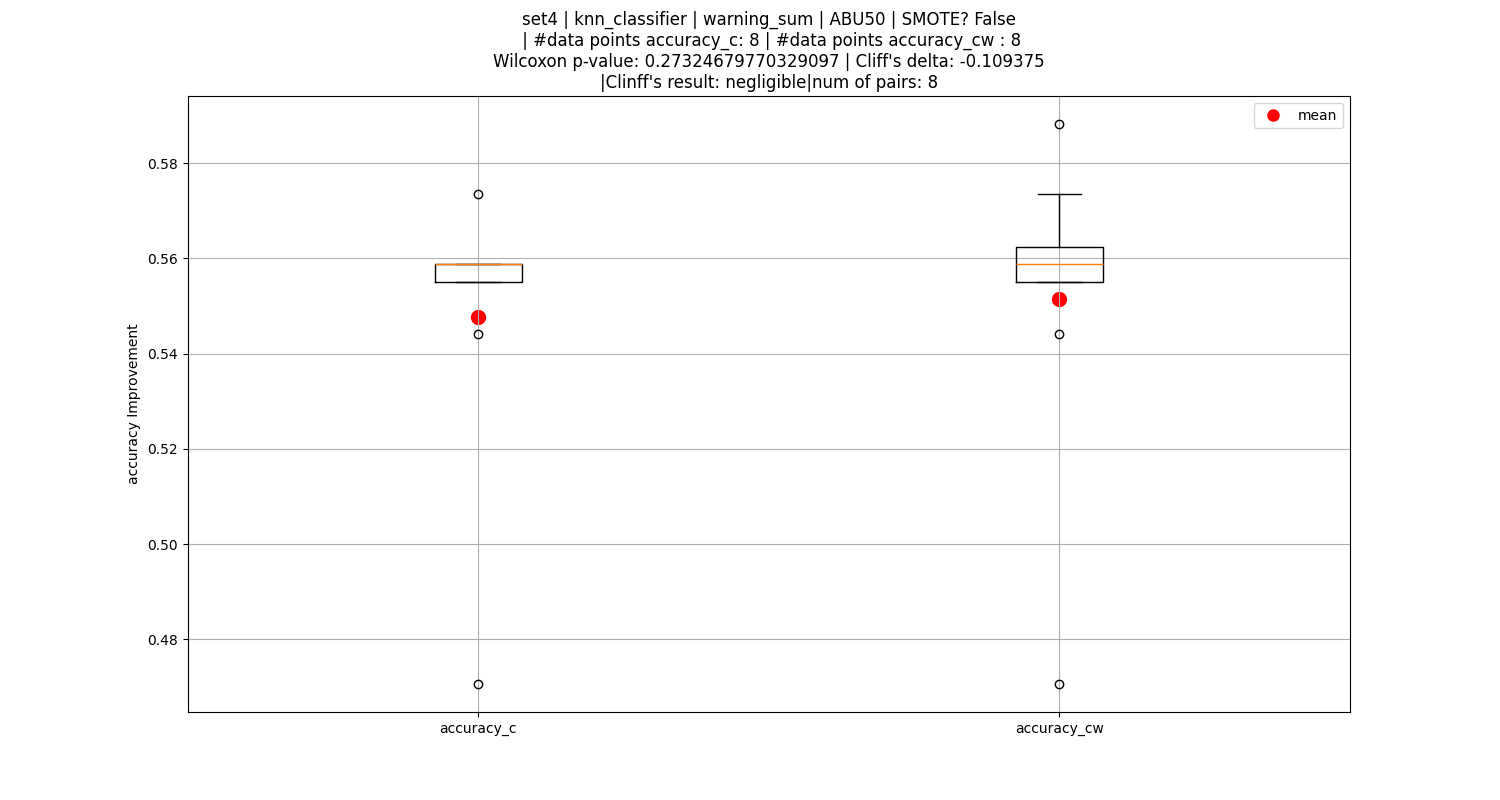 set4 | knn_classifier | warning_sum | ABU50 | SMOTE? False
| #data points accuracy_c: 8 | #data points accuracy_cw : 8
Wilcoxon p-value: 0.27324679770329097 | Cliff's delta: -0.109375
|Clinff's result: negligible|num of pairs: 8
mean
0.58
0.56
0.54
0.52
0.50
0.48
accuracy Improvement
accuracy_c
accuracy_cw